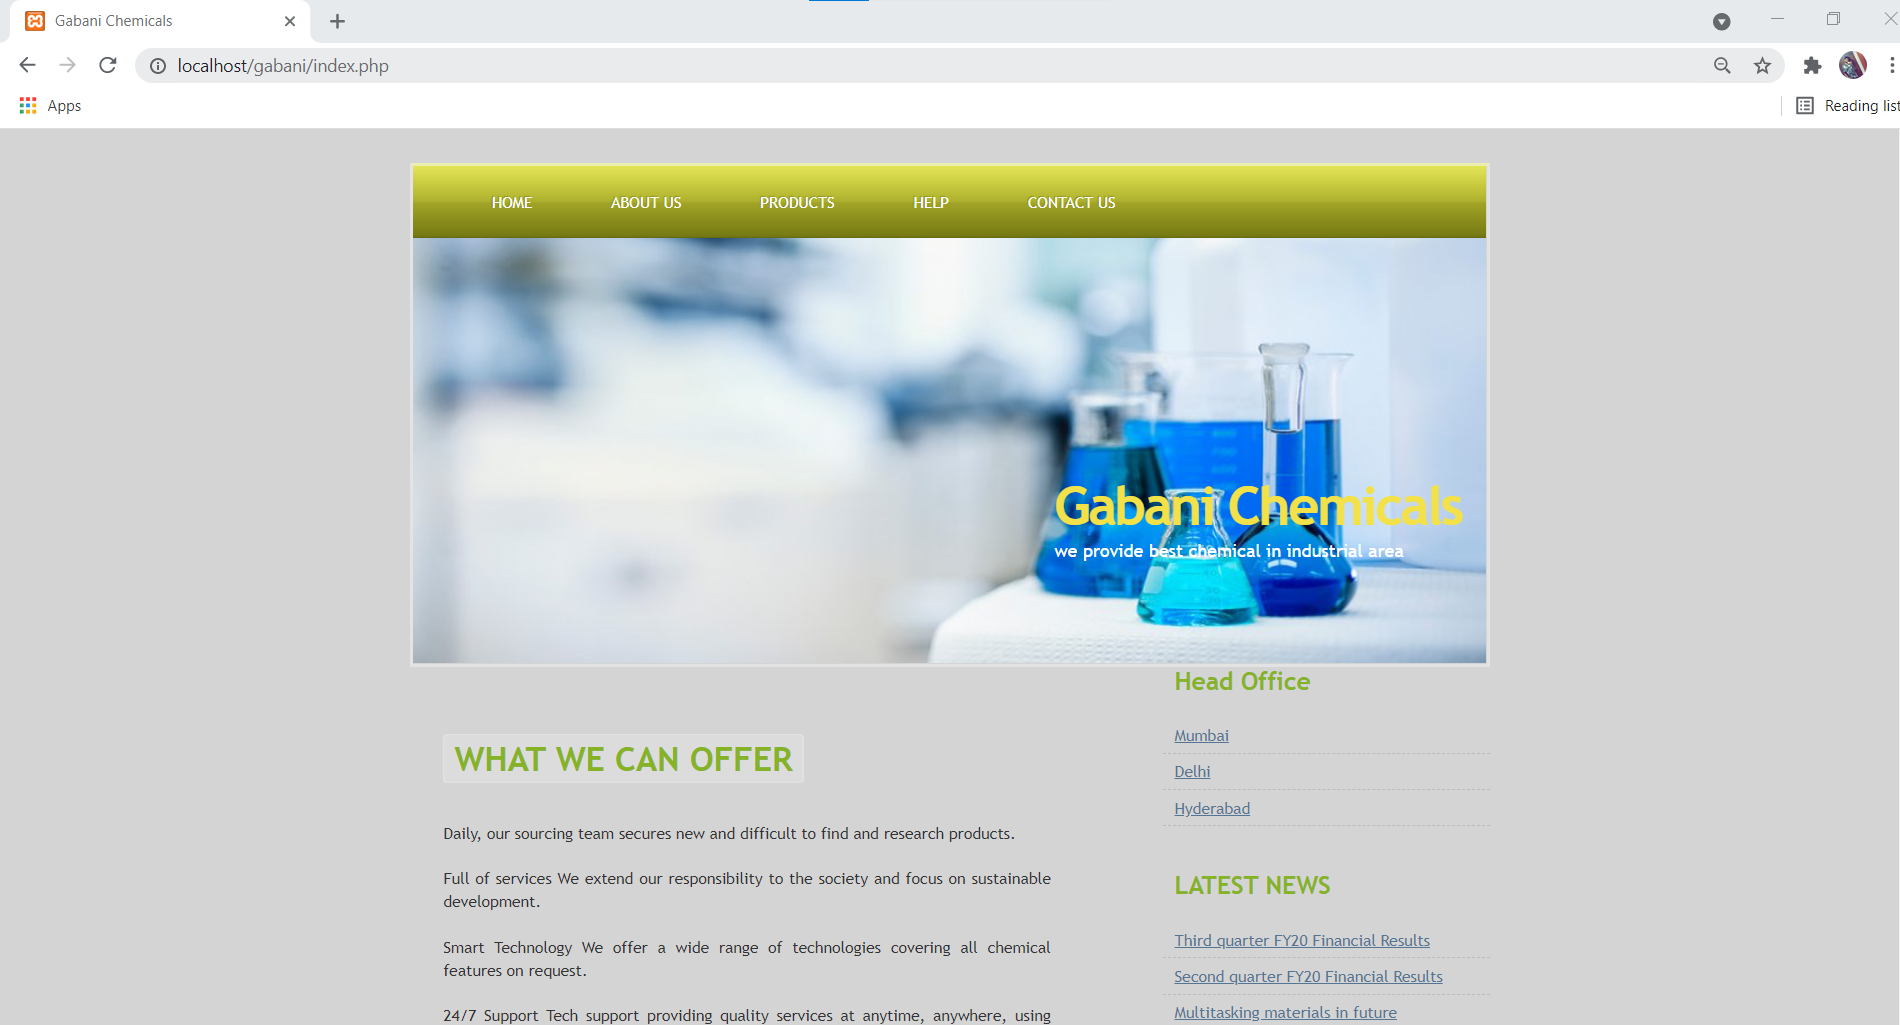 Gabani Chemicals
localhost/gabani/index.php
Apps
Reading list
HOME ABOUT US PRODUCTS HELP CONTACT US
Gabani Chemicals
we provide best chemical in industrial area
WHAT WE CAN OFFER
Daily, our sourcing team secures new and difficult to find and research products.
Full of services We extend our responsibility to the society and focus on sustainable
development.
Smart Technology We offer a wide range of technologies covering all chemical
features on request.
24/7 Support Tech support providing quality services at anytime, anywhere, using
Head Office
Mumbai
Delhi
Hyderabad
LATEST NEWS
Third quarter FY20 Financial Results
Second quarter FY20 Financial Results
Multitasking materials in future